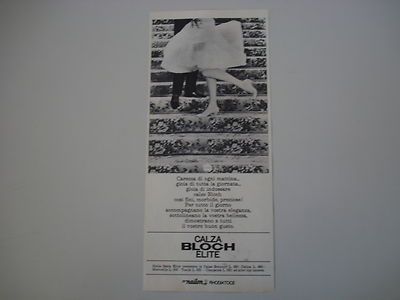 Carezza di ogni mattina...
gioia di tutta la giornata...
gioia di indossare
calze Bloch
così fini, morbide, preziose!
Per tutto il giorno
accompagnano la vostra eleganza,
sottolineano la vostra bellezza,
dimostrano a tutti
il vostro buon gusto.
CALZA
BLOCH
ELITE
nailon RHODIATOCE